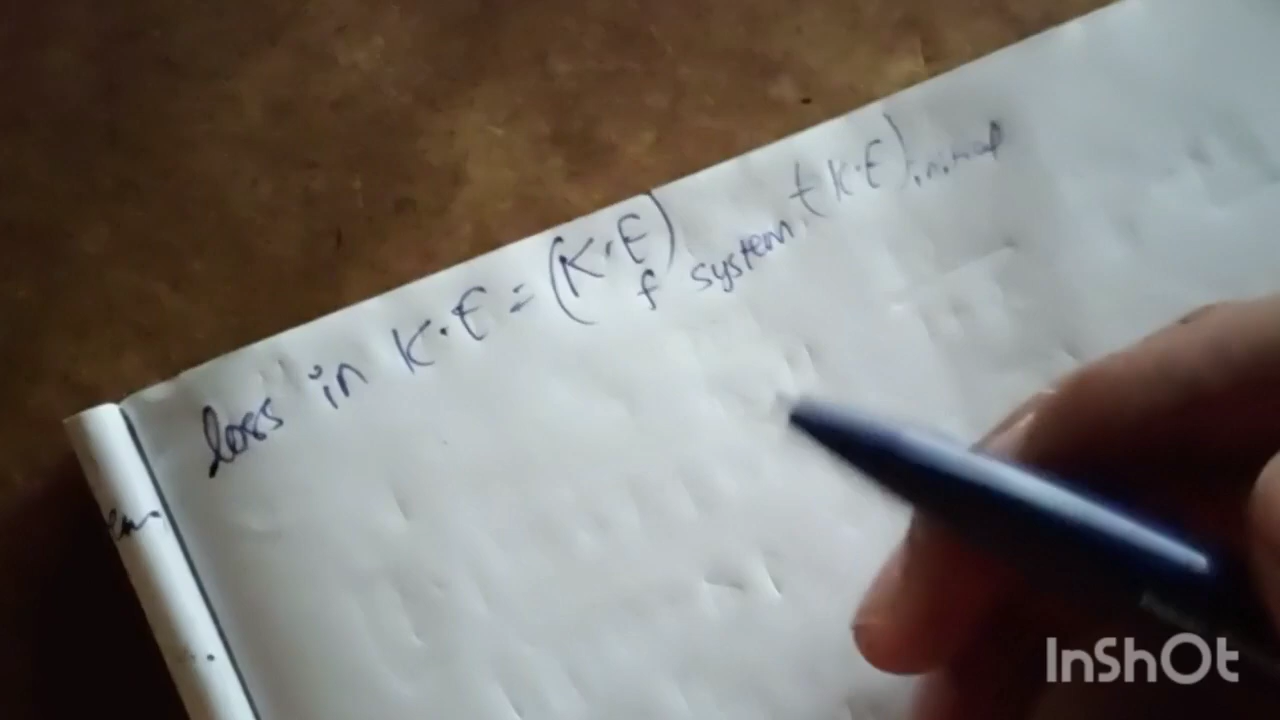 loss in K.E = (K.E)f system - (K.E)initial
InShOt